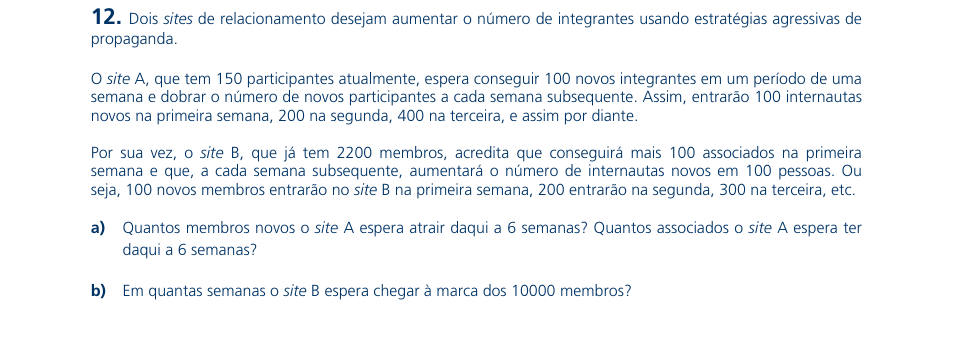 12. Dois sites de relacionamento desejam aumentar o número de integrantes usando estratégias agressivas de
propaganda.
O site A, que tem 150 participantes atualmente, espera conseguir 100 novos integrantes em um período de uma
semana e dobrar o número de novos participantes a cada semana subsequente. Assim, entrarão 100 internautas
novos na primeira semana, 200 na segunda, 400 na terceira, e assim por diante.
Por sua vez, o site B, que já tem 2200 membros, acredita que conseguirá mais 100 associados na primeira
semana e que, a cada semana subsequente, aumentará o número de internautas novos em 100 pessoas. Ou
seja, 100 novos membros entrarão no site B na primeira semana, 200 entrarão na segunda, 300 na terceira, etc.
a) Quantos membros novos o site A espera atrair daqui a 6 semanas? Quantos associados o site A espera ter
daqui a 6 semanas?
b) Em quantas semanas o site B espera chegar à marca dos 10000 membros?